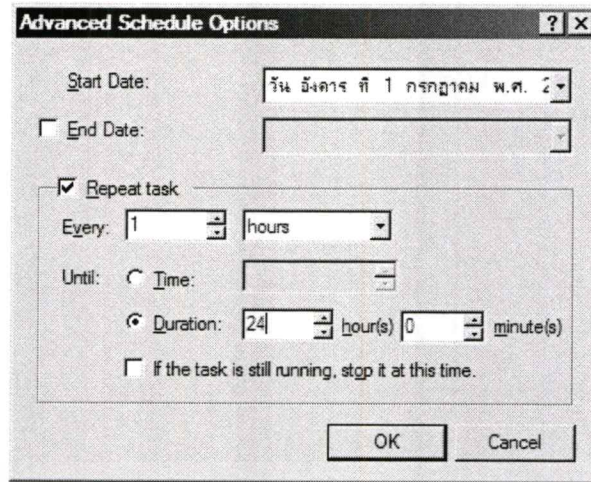 Advanced Schedule Options
Start Date: วัน อังคาร ที่ 1 กรกฎาคม พ.ศ. 2
End Date:
Repeat task
Every: 1 hours
Until: Time:
Duration: 24 hour(s) 0 minute(s)
If the task is still running, stop it at this time.
OK Cancel